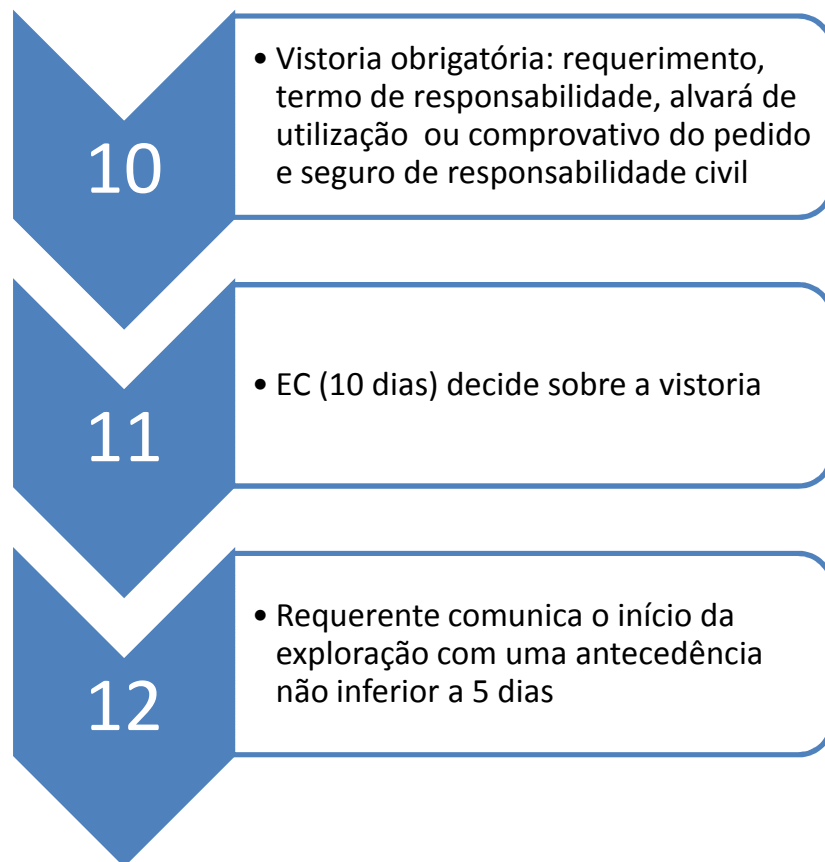 10
• Vistoria obrigatória: requerimento,
termo de responsabilidade, alvará de
utilização ou comprovativo do pedido
e seguro de responsabilidade civil
11
• EC (10 dias) decide sobre a vistoria
12
• Requerente comunica o início da
exploração com uma antecedência
não inferior a 5 dias